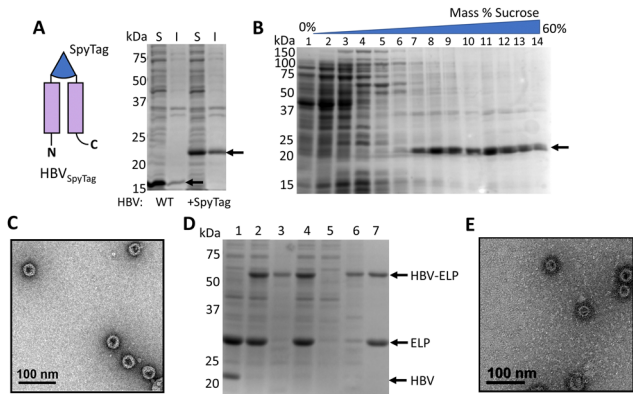 A
SpyTag
N
C
HBVSpyTag
kDa
S I S I
75
50
37
25
20
15
HBV: WT +SpyTag
B
Mass % Sucrose
0%
60%
kDa 1 2 3 4 5 6 7 8 9 10 11 12 13 14
150
100
75
50
37
25
20
15
C
100 nm
D
kDa
1 2 3 4 5 6 7
75
50
37
25
20
HBV-ELP
ELP
HBV
E
100 nm